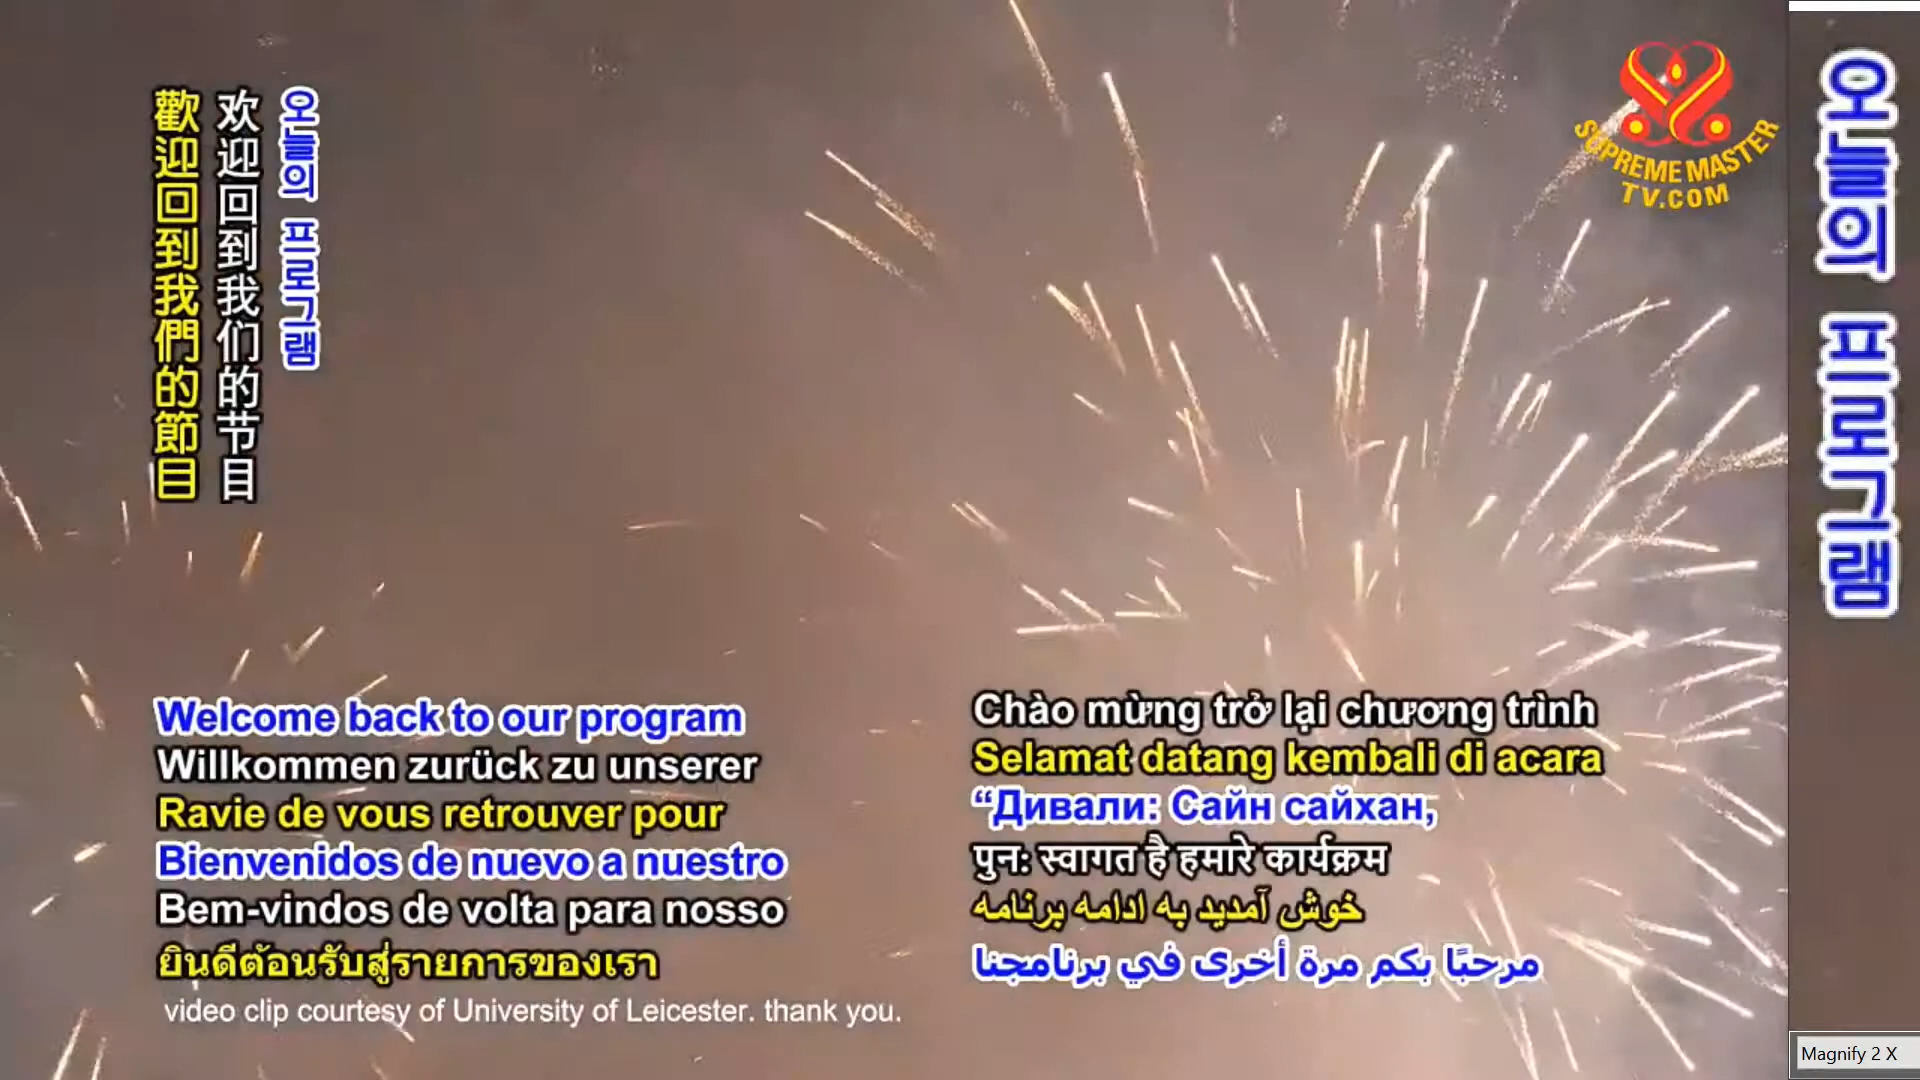 歡迎回到我們的節目
欢迎回到我们的节目
오늘의 프로그램
SUPREME MASTER
TV.COM
오늘의 프로그램
Welcome back to our program
Willkommen zurück zu unserer
Ravie de vous retrouver pour
Bienvenidos de nuevo a nuestro
Bem-vindos de volta para nosso
ยินดีต้อนรับสู่รายการของเรา
video clip courtesy of University of Leicester. thank you.
Chào mừng trở lại chương trình
Selamat datang kembali di acara
“Дивали: Сайн сайхан,
पुन: स्वागत है हमारे कार्यक्रम
خوش آمدید به ادامه برنامه
مرحبًا بكم مرة أخرى في برنامجنا
Magnify 2 X